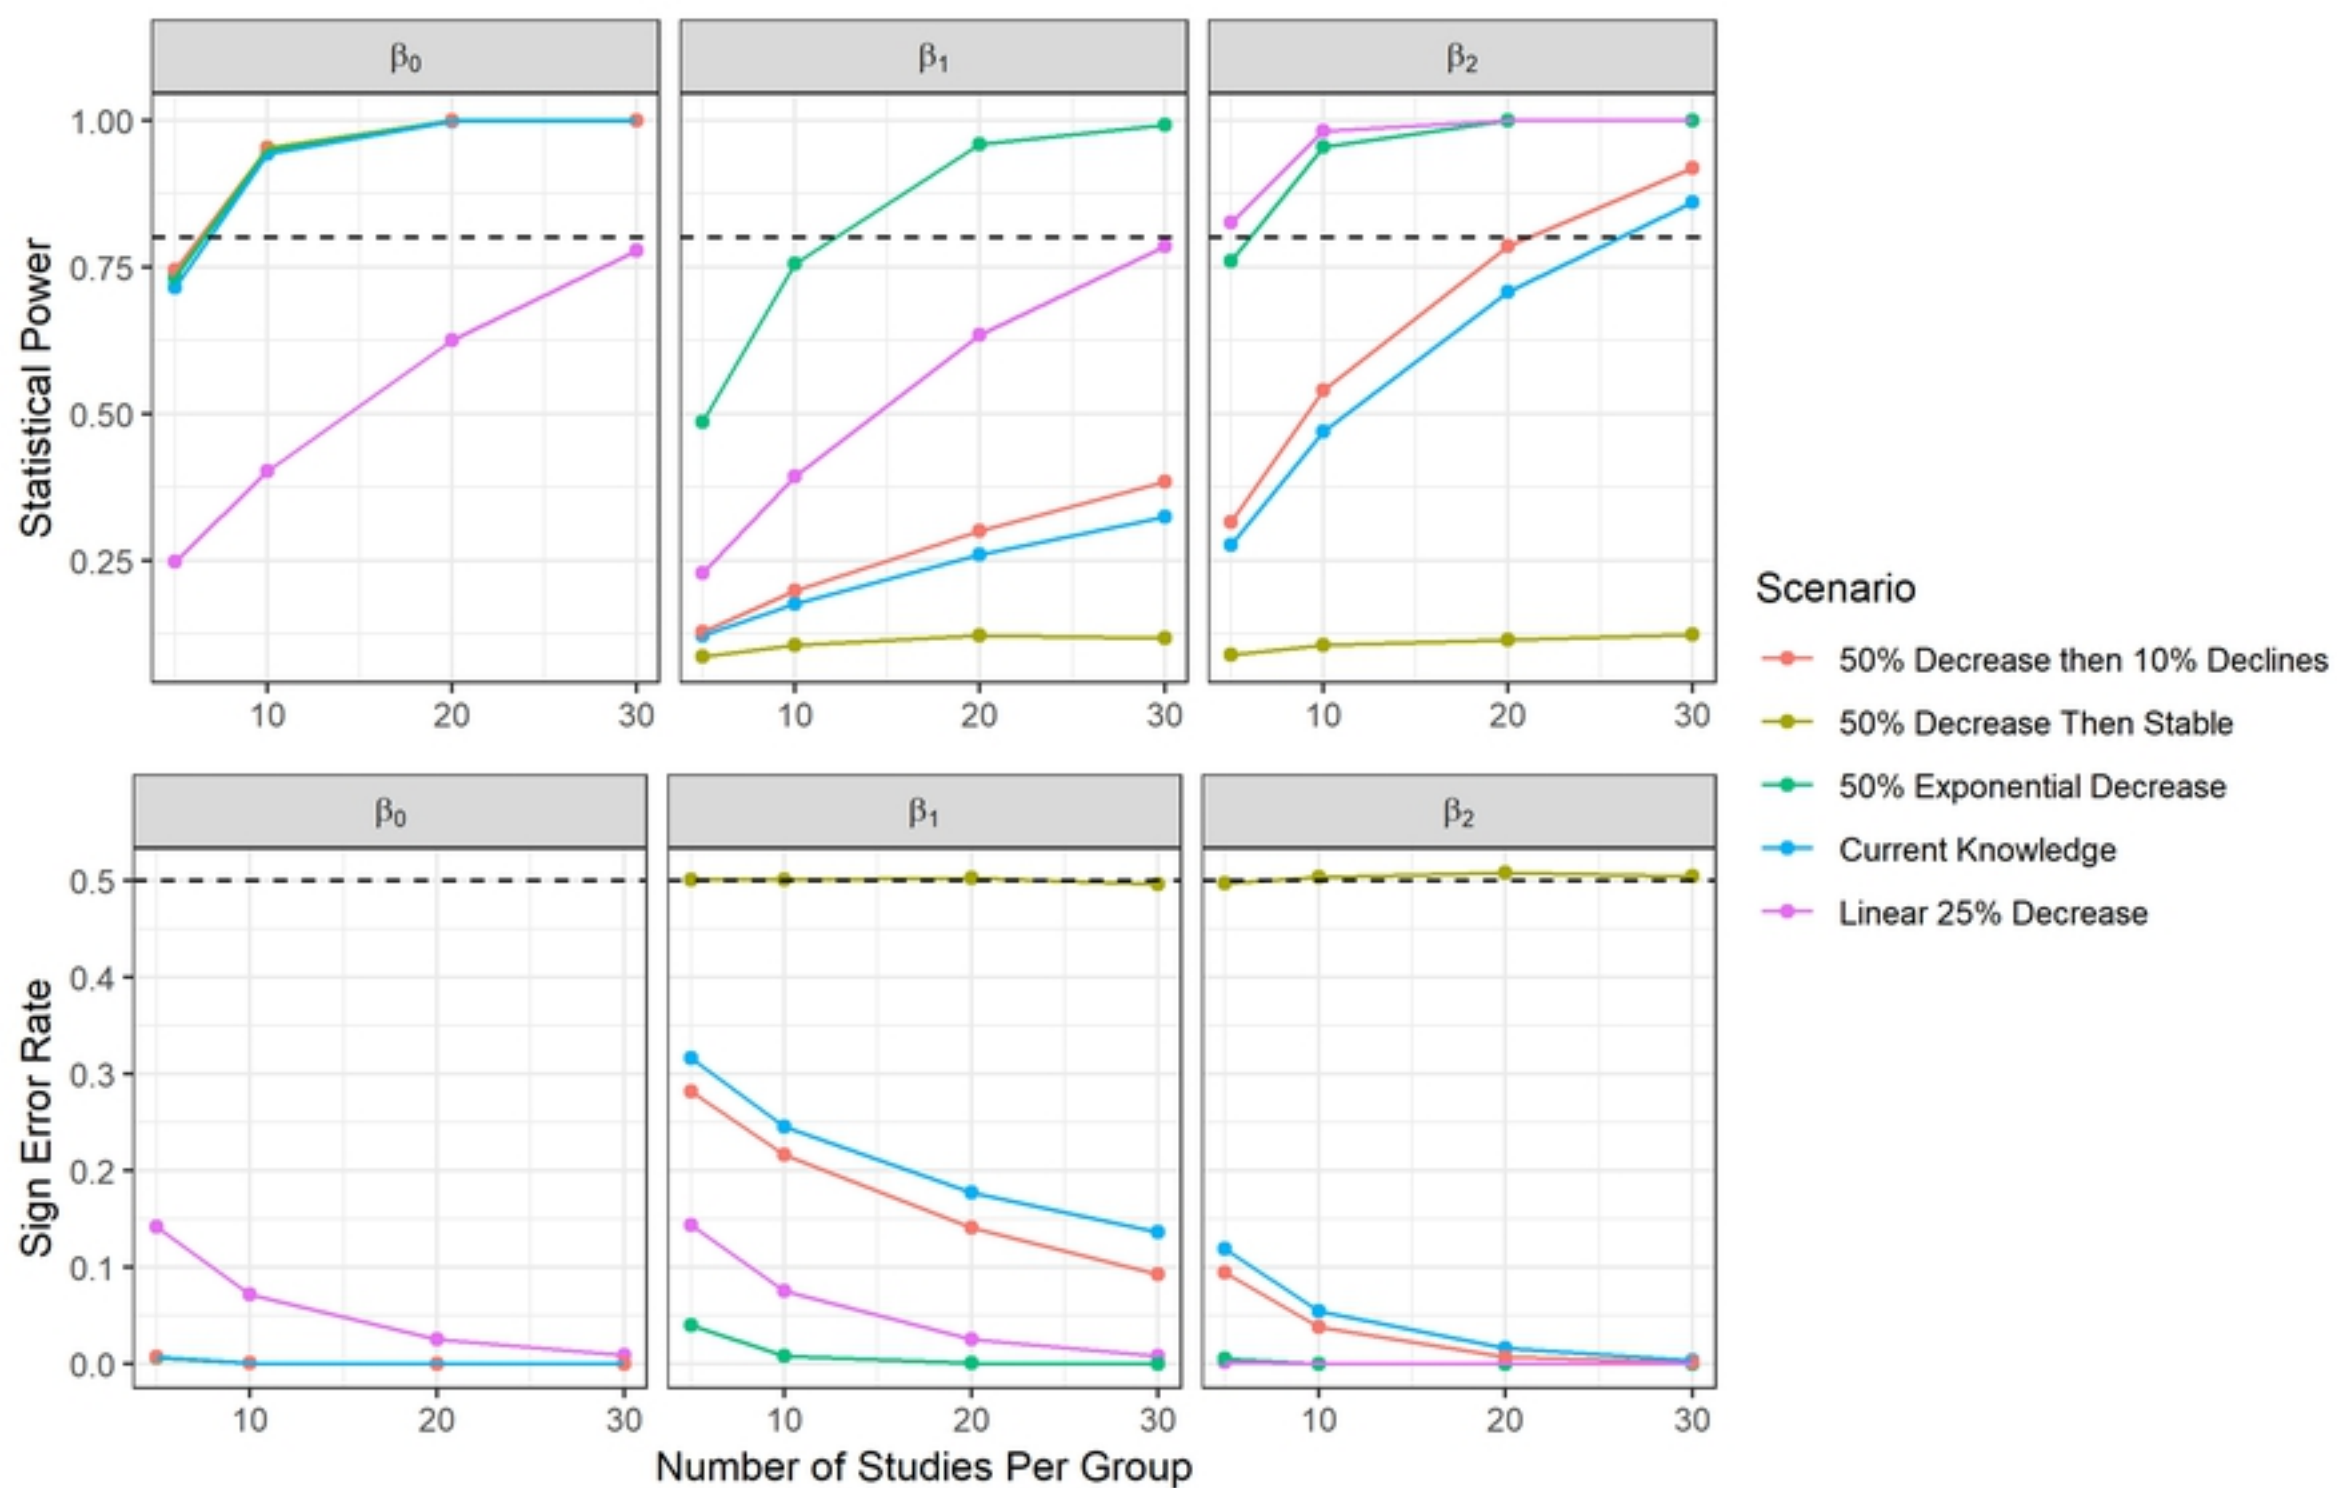 β0 β1 β2
1.00
0.75
0.50
0.25
Statistical Power
10 20 30 10 20 30 10 20 30
β0 β1 β2
0.5
0.4
0.3
0.2
0.1
0.0
Sign Error Rate
10 20 30 10 20 30 10 20 30
Number of Studies Per Group
Scenario
50% Decrease then 10% Declines
50% Decrease Then Stable
50% Exponential Decrease
Current Knowledge
Linear 25% Decrease